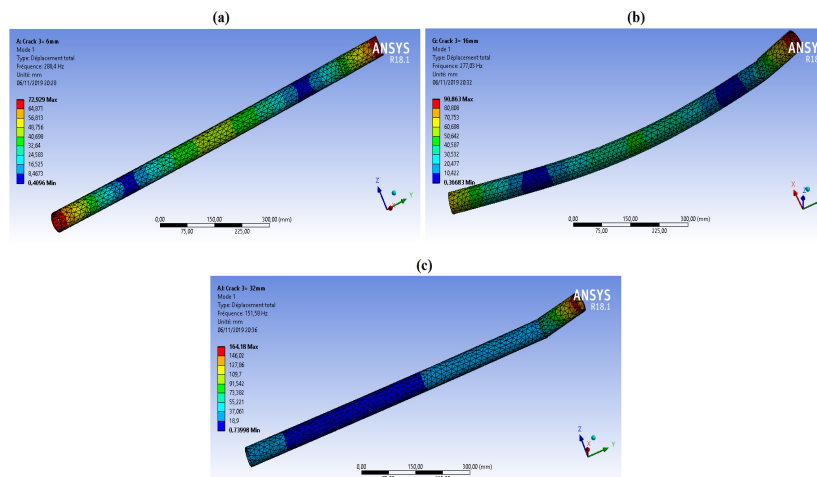 (a)
A: Crack 3+ 6mm
Mode 1
Type: Déplacement total
Fréquence: 288,4 Hz
Unité: mm
06/11/2019 20:28
72,929 Max
64,871
56,813
48,756
40,698
32,64
24,583
16,525
8,4673
0,4096 Min
ANSYS
R18.1
Z
Y
0,00 150,00 300,00 (mm)
75,00 225,00
(b)
G: Crack 3+ 16mm
Mode 1
Type: Déplacement total
Fréquence: 277,03 Hz
Unité: mm
06/11/2019 20:32
90,863 Max
80,808
70,753
60,698
50,642
40,587
30,532
20,477
10,422
0,36683 Min
ANSYS
R18.1
X
Z
0,00 150,00 300,00 (mm)
75,00 225,00
(c)
Crack 3+ 32mm
Mode 1
Type: Déplacement total
Fréquence: 151,58 Hz
Unité: mm
06/11/2019 20:36
164,18 Max
146,02
127,86
109,7
91,542
73,382
55,221
37,061
18,9
0,73998 Min
ANSYS
R18.1
Z
X
Y
0,00 150,00 300,00 (mm)